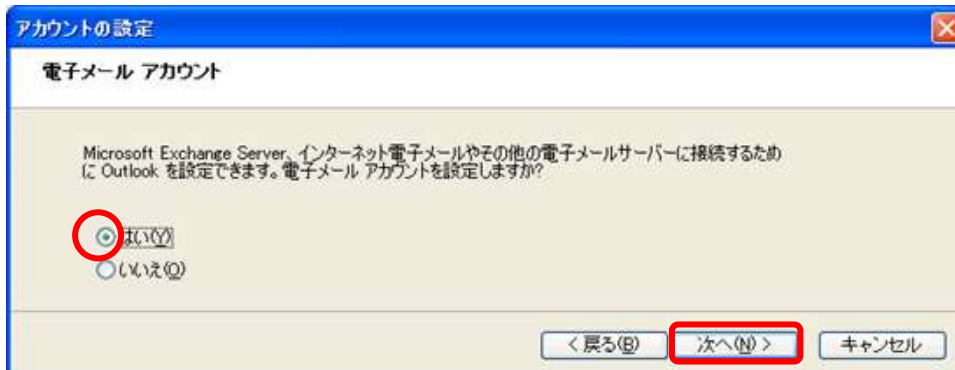 アカウントの設定
電子メール アカウント
Microsoft Exchange Server、インターネット電子メールやその他の電子メールサーバーに接続するため
に Outlook を設定できます。電子メール アカウントを設定しますか?
はい(Y)
いいえ(O)
< 戻る(B) 次へ(N) > キャンセル